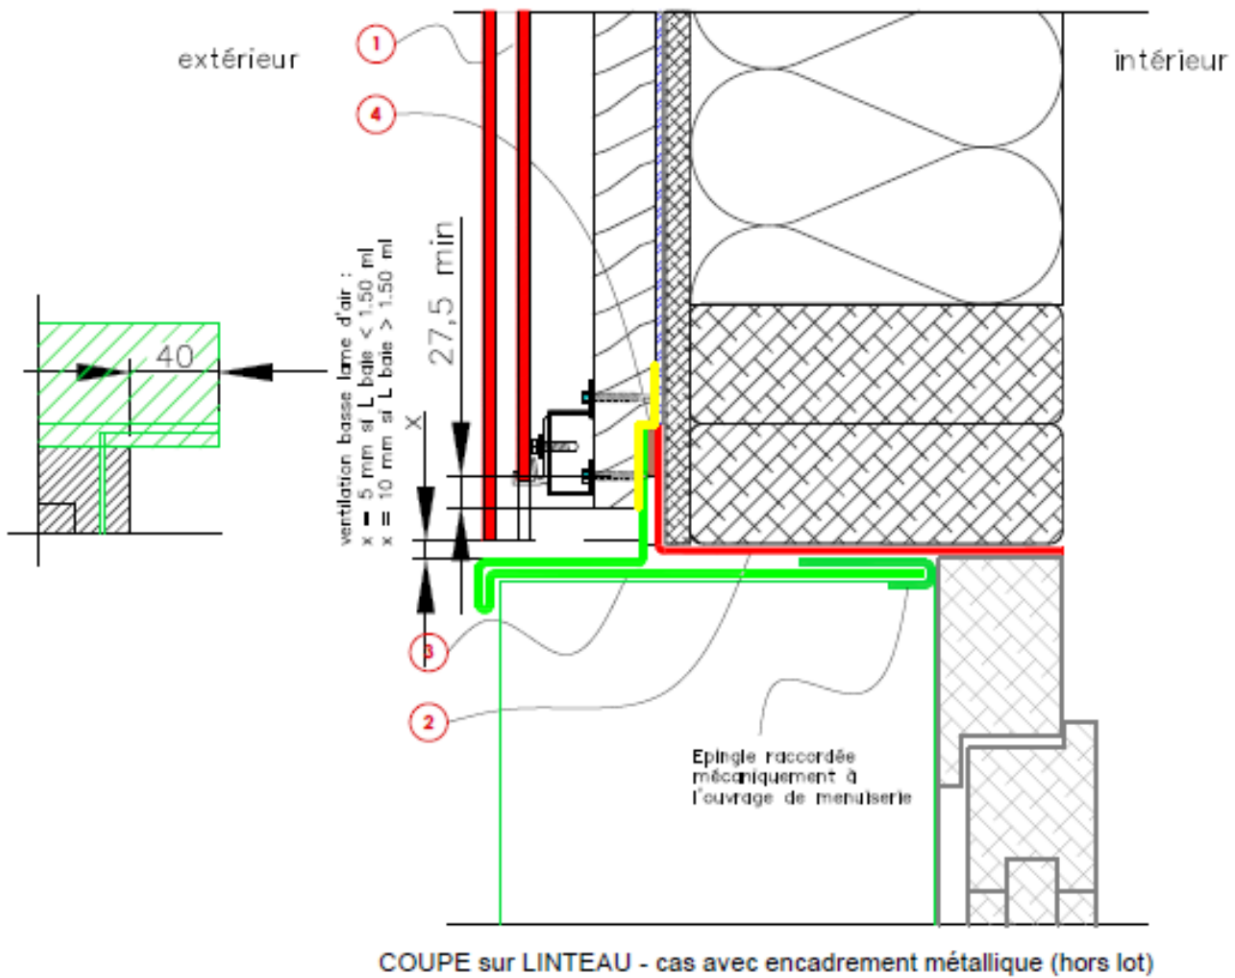 extérieur
1
intérieur
4
ventilation basse lame d'air :
x = 5 mm si L baie < 1.50 ml
x = 10 mm si L baie > 1.50 ml
27,5 min
40
X
3
2
Epingle raccordée
mécaniquement à
l'ouvrage de menuiserie
COUPE sur LINTEAU - cas avec encadrement métallique (hors lot)